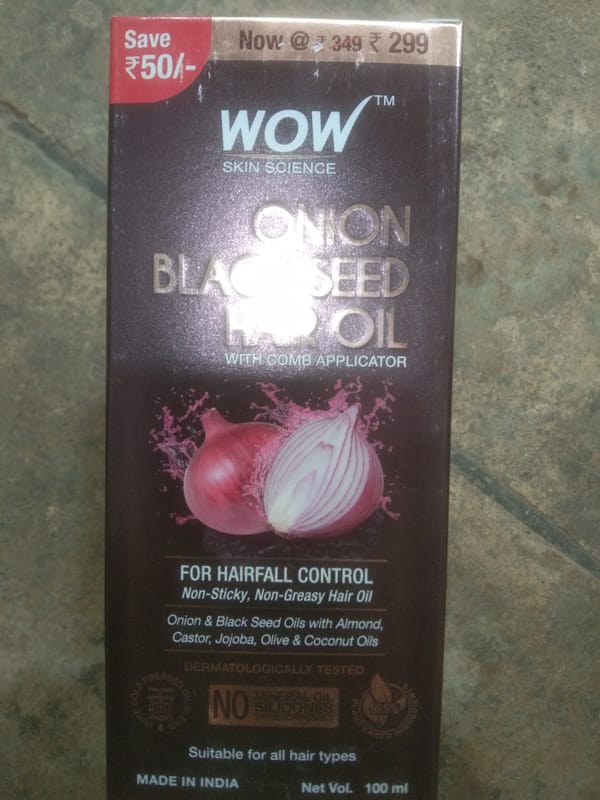 Save
₹50/-
Now @ ₹ 349 ₹ 299
WOW™
SKIN SCIENCE
ONION
BLACK SEED
HAIR OIL
WITH COMB APPLICATOR
FOR HAIRFALL CONTROL
Non-Sticky, Non-Greasy Hair Oil
Onion & Black Seed Oils with Almond,
Castor, Jojoba, Olive & Coconut Oils
DERMATOLOGICALLY TESTED
NO MINERAL OIL
SILICONES
Suitable for all hair types
MADE IN INDIA
Net Vol. 100 ml